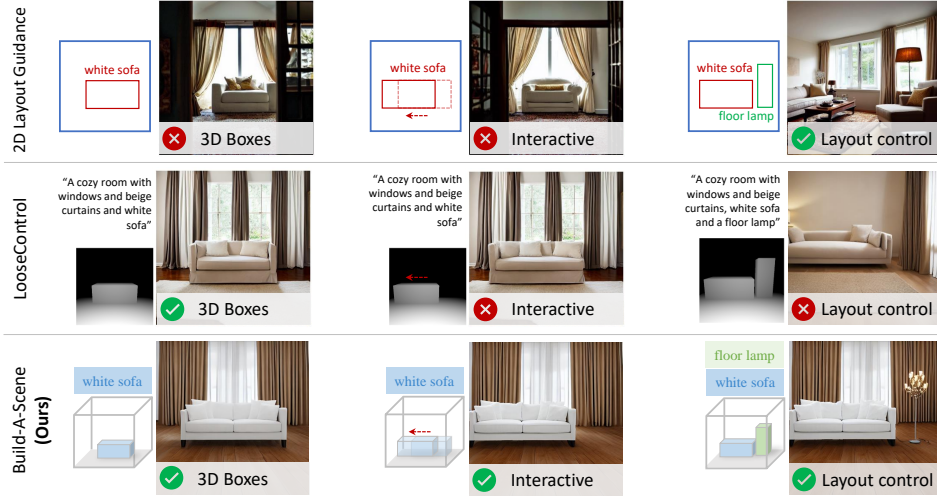 2D Layout Guidance
white sofa
3D Boxes
white sofa
Interactive
white sofa
floor lamp
Layout control
LooseControl
“A cozy room with
windows and beige
curtains and white
sofa”
3D Boxes
“A cozy room with
windows and beige
curtains and white
sofa”
Interactive
“A cozy room with
windows and beige
curtains, white sofa
and a floor lamp”
Layout control
Build-A-Scene
(Ours)
white sofa
3D Boxes
white sofa
Interactive
floor lamp
white sofa
Layout control